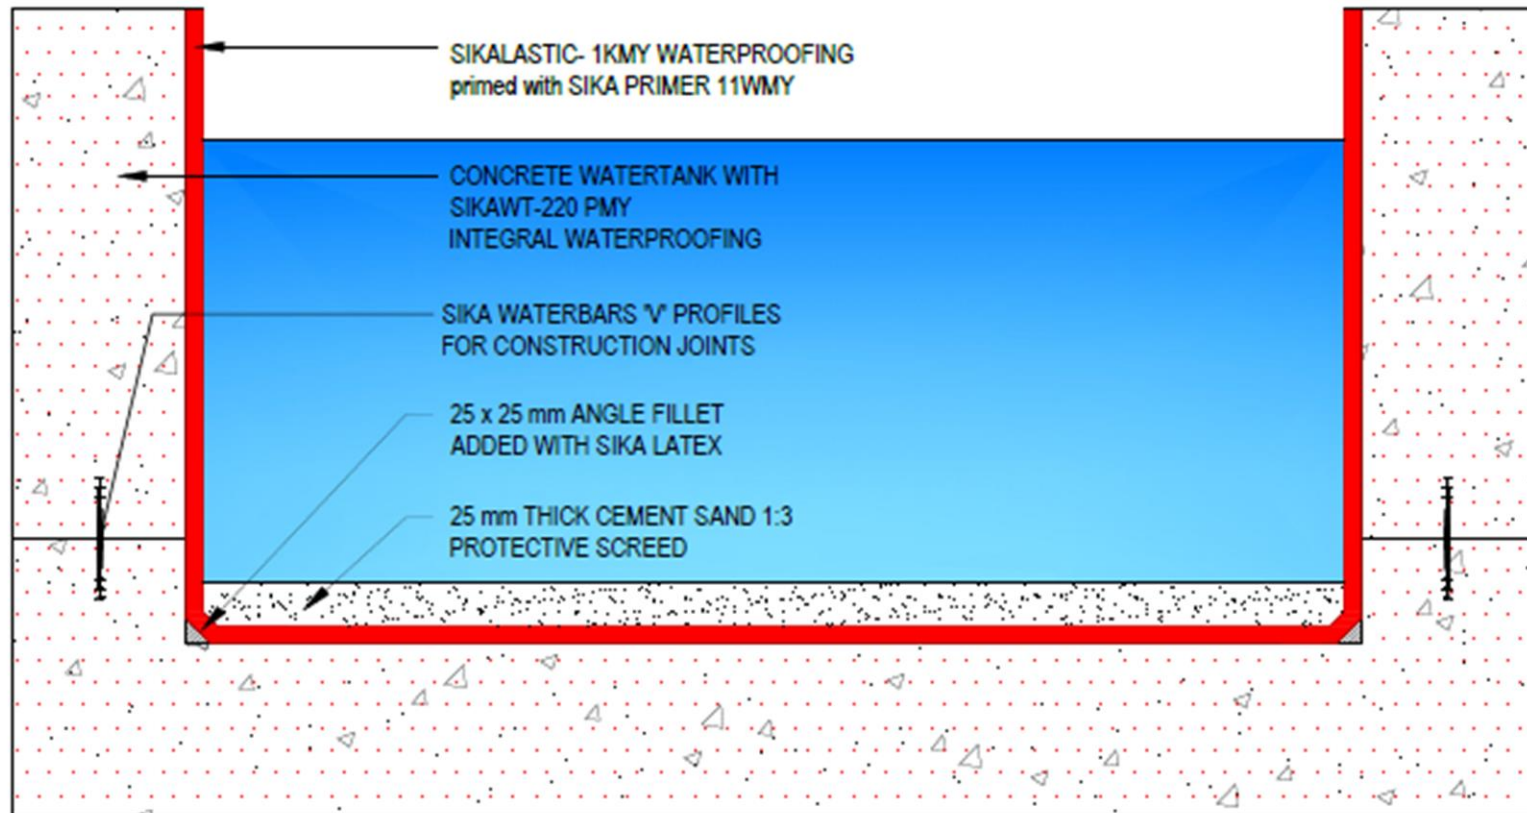 SIKALASTIC- 1KMY WATERPROOFING
primed with SIKA PRIMER 11WMY
CONCRETE WATERTANK WITH
SIKAWT-220 PMY
INTEGRAL WATERPROOFING
SIKA WATERBARS 'V' PROFILES
FOR CONSTRUCTION JOINTS
25 x 25 mm ANGLE FILLET
ADDED WITH SIKA LATEX
25 mm THICK CEMENT SAND 1:3
PROTECTIVE SCREED